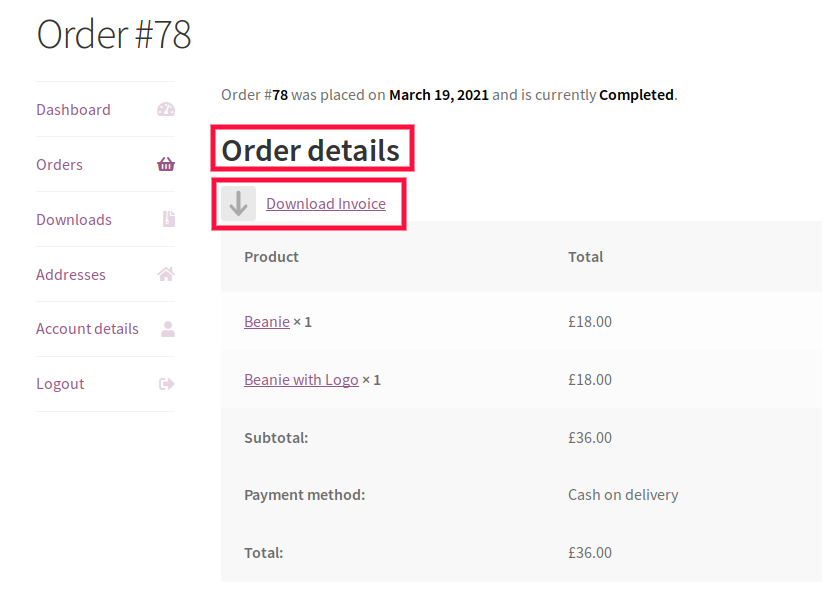 Order #78
Dashboard
Orders
Downloads
Addresses
Account details
Logout
Order #78 was placed on March 19, 2021 and is currently Completed.
Order details
Download Invoice
Product Total
Beanie × 1 £18.00
Beanie with Logo × 1 £18.00
Subtotal: £36.00
Payment method: Cash on delivery
Total: £36.00